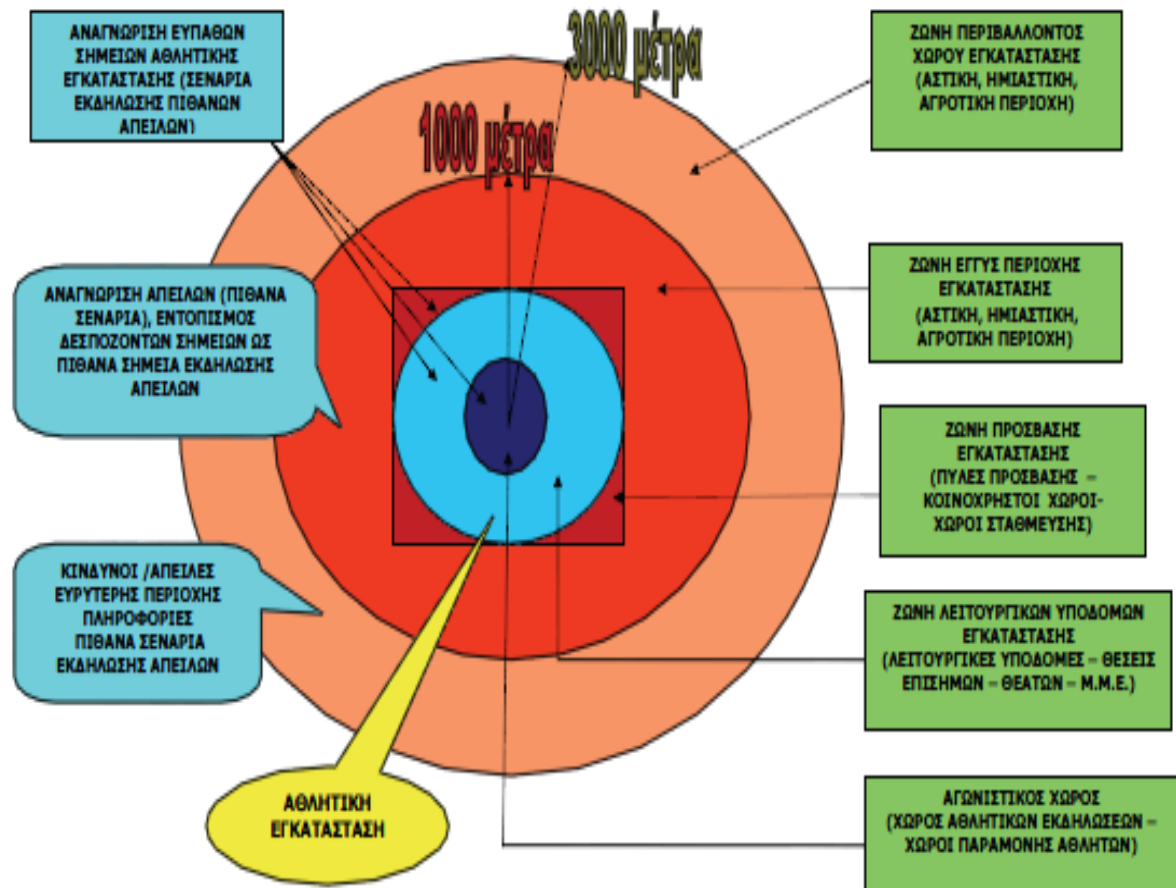 ΑΝΑΓΝΩΡΙΣΗ ΕΥΠΑΘΩΝ
ΣΗΜΕΙΩΝ ΑΘΛΗΤΙΚΗΣ
ΕΓΚΑΤΑΣΤΑΣΗΣ (ΣΕΝΑΡΙΑ
ΕΚΔΗΛΩΣΗΣ ΠΙΘΑΝΩΝ
ΑΠΕΙΛΩΝ)
3000 μέτρα
1000 μέτρα
ΖΩΝΗ ΠΕΡΙΒΑΛΛΟΝΤΟΣ
ΧΩΡΟΥ ΕΓΚΑΤΑΣΤΑΣΗΣ
(ΑΣΤΙΚΗ, ΗΜΙΑΣΤΙΚΗ,
ΑΓΡΟΤΙΚΗ ΠΕΡΙΟΧΗ)
ΑΝΑΓΝΩΡΙΣΗ ΑΠΕΙΛΩΝ (ΠΙΘΑΝΑ
ΣΕΝΑΡΙΑ), ΕΝΤΟΠΙΣΜΟΣ
ΔΕΣΠΟΖΟΝΤΩΝ ΣΗΜΕΙΩΝ ΩΣ
ΠΙΘΑΝΑ ΣΗΜΕΙΑ ΕΚΔΗΛΩΣΗΣ
ΑΠΕΙΛΩΝ
ΖΩΝΗ ΕΓΓΥΣ ΠΕΡΙΟΧΗΣ
ΕΓΚΑΤΑΣΤΑΣΗΣ
(ΑΣΤΙΚΗ, ΗΜΙΑΣΤΙΚΗ,
ΑΓΡΟΤΙΚΗ ΠΕΡΙΟΧΗ)
ΖΩΝΗ ΠΡΟΣΒΑΣΗΣ
ΕΓΚΑΤΑΣΤΑΣΗΣ
(ΠΥΛΕΣ ΠΡΟΣΒΑΣΗΣ –
ΚΟΙΝΟΧΡΗΣΤΟΙ ΧΩΡΟΙ-
ΧΩΡΟΙ ΣΤΑΘΜΕΥΣΗΣ)
ΚΙΝΔΥΝΟΙ /ΑΠΕΙΛΕΣ
ΕΥΡΥΤΕΡΗΣ ΠΕΡΙΟΧΗΣ
ΠΛΗΡΟΦΟΡΙΕΣ
ΠΙΘΑΝΑ ΣΕΝΑΡΙΑ
ΕΚΔΗΛΩΣΗΣ ΑΠΕΙΛΩΝ
ΖΩΝΗ ΛΕΙΤΟΥΡΓΙΚΩΝ ΥΠΟΔΟΜΩΝ
ΕΓΚΑΤΑΣΤΑΣΗΣ
(ΛΕΙΤΟΥΡΓΙΚΕΣ ΥΠΟΔΟΜΕΣ – ΘΕΣΕΙΣ
ΕΠΙΣΗΜΩΝ – ΘΕΑΤΩΝ – Μ.Μ.Ε.)
ΑΘΛΗΤΙΚΗ
ΕΓΚΑΤΑΣΤΑΣΗ
ΑΓΩΝΙΣΤΙΚΟΣ ΧΩΡΟΣ
(ΧΩΡΟΣ ΑΘΛΗΤΙΚΩΝ ΕΚΔΗΛΩΣΕΩΝ –
ΧΩΡΟΙ ΠΑΡΑΜΟΝΗΣ ΑΘΛΗΤΩΝ)